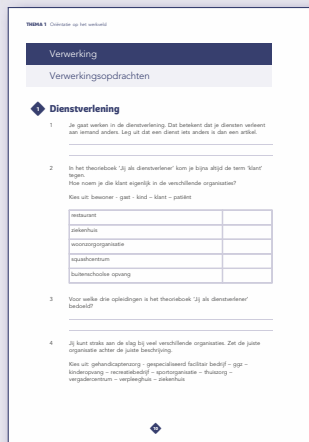 THEMA 1 Oriëntatie op het werkveld
Verwerking
Verwerkingsopdrachten
1 Dienstverlening
1 Je gaat werken in de dienstverlening. Dat betekent dat je diensten verleent
aan iemand anders. Leg uit dat een dienst iets anders is dan een artikel.
2 In het theorieboek 'Jij als dienstverlener' kom je bijna altijd de term 'klant'
tegen.
Hoe noem je die klant eigenlijk in de verschillende organisaties?
Kies uit: bewoner - gast - kind – klant – patiënt
restaurant
ziekenhuis
woonzorgorganisatie
squashcentrum
buitenschoolse opvang
3 Voor welke drie opleidingen is het theorieboek 'Jij als dienstverlener'
bedoeld?
4 Jij kunt straks aan de slag bij veel verschillende organisaties. Zet de juiste
organisatie achter de juiste beschrijving.
Kies uit: gehandicaptenzorg - gespecialiseerd facilitair bedrijf – ggz –
kinderopvang – recreatiebedrijf – sportorganisatie – thuiszorg –
vergadercentrum – verpleeghuis – ziekenhuis